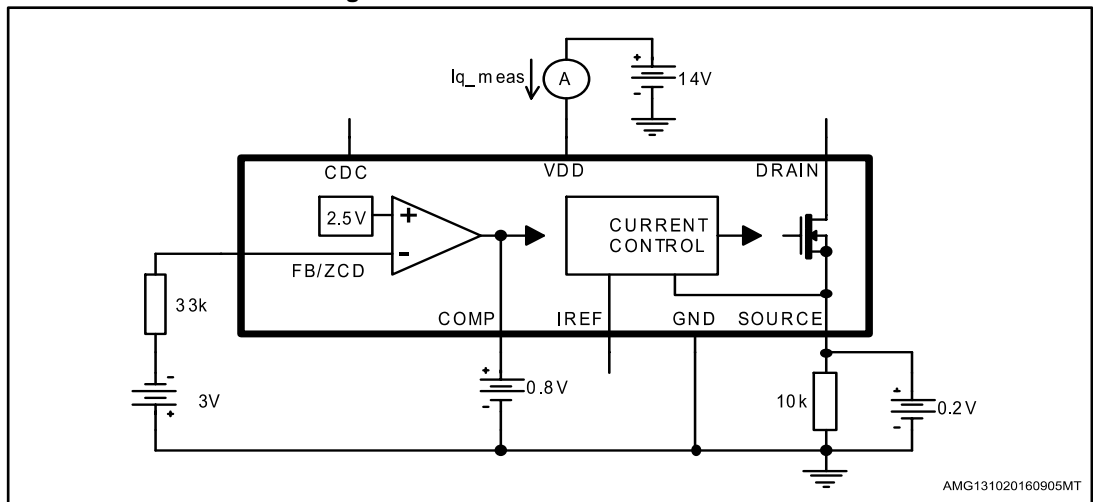 Iq_meas
A
14V
CDC
VDD
DRAIN
2.5V
CURRENT
CONTROL
FB/ZCD
33k
COMP
IREF
GND
SOURCE
3V
0.8V
10k
0.2V
AMG131020160905MT